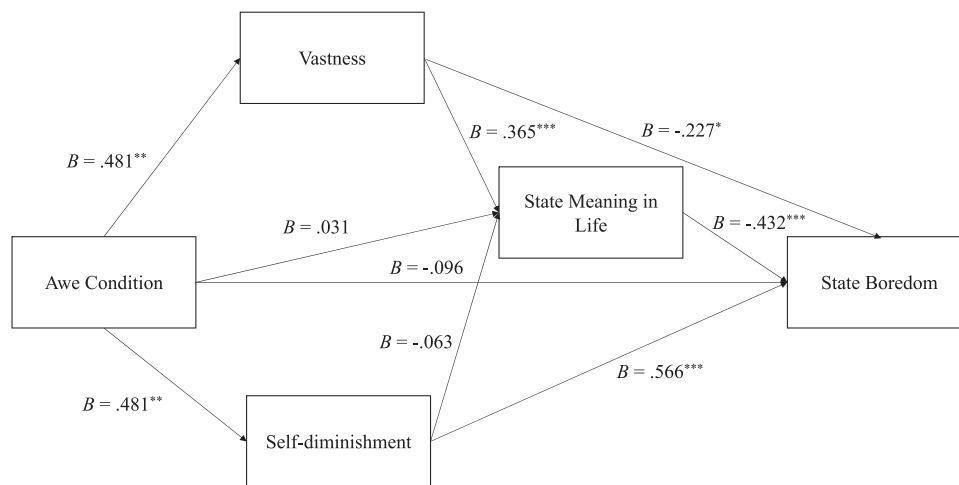 Vastness
B = .365***
B = -.227*
B = .481**
State Meaning in
Life
B = .031
B = -.432***
Awe Condition
B = -.096
State Boredom
B = -.063
B = .566***
B = .481**
Self-diminishment